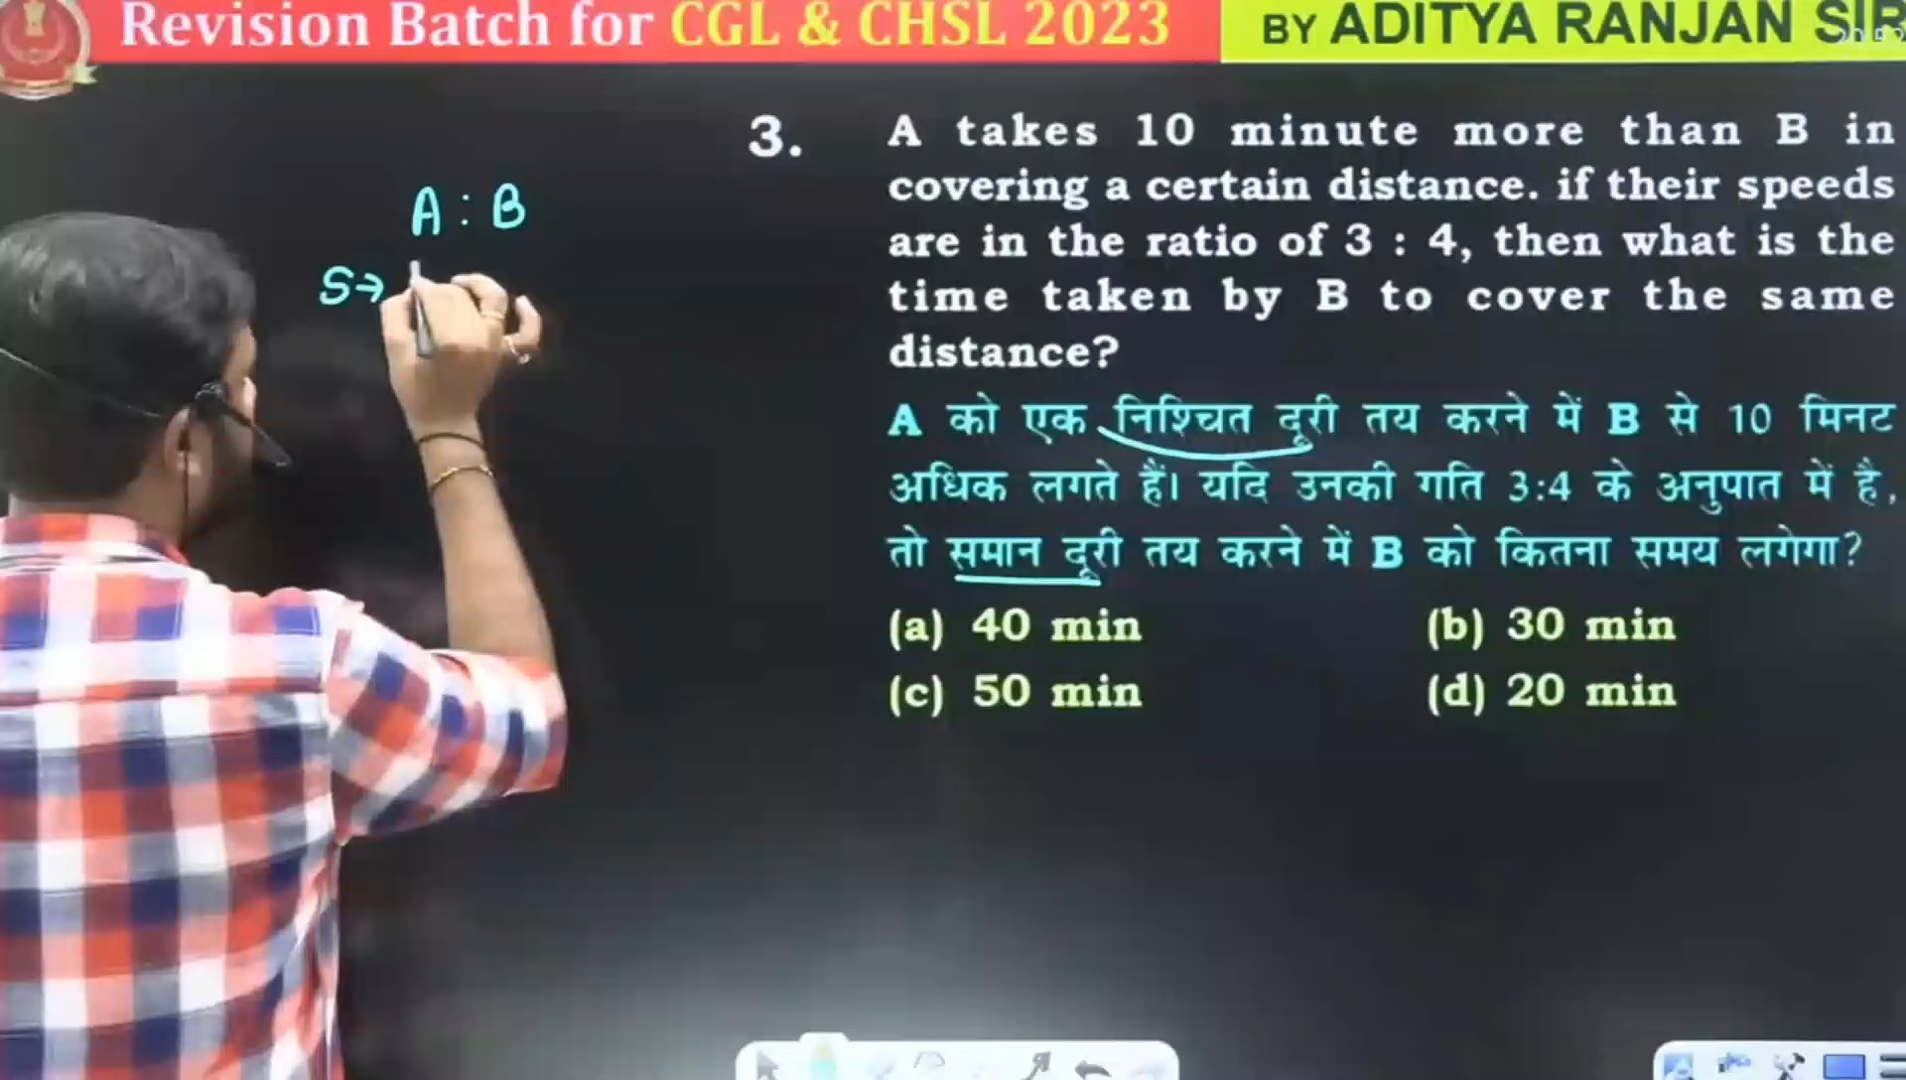 Revision Batch for CGL & CHSL 2023
BY ADITYA RANJAN SIR
A : B
S→
3. A takes 10 minute more than B in
covering a certain distance. if their speeds
are in the ratio of 3 : 4, then what is the
time taken by B to cover the same
distance?
A को एक निश्चित दूरी तय करने में B से 10 मिनट
अधिक लगते हैं। यदि उनकी गति 3:4 के अनुपात में है,
तो समान दूरी तय करने में B को कितना समय लगेगा?
(a) 40 min (b) 30 min
(c) 50 min (d) 20 min